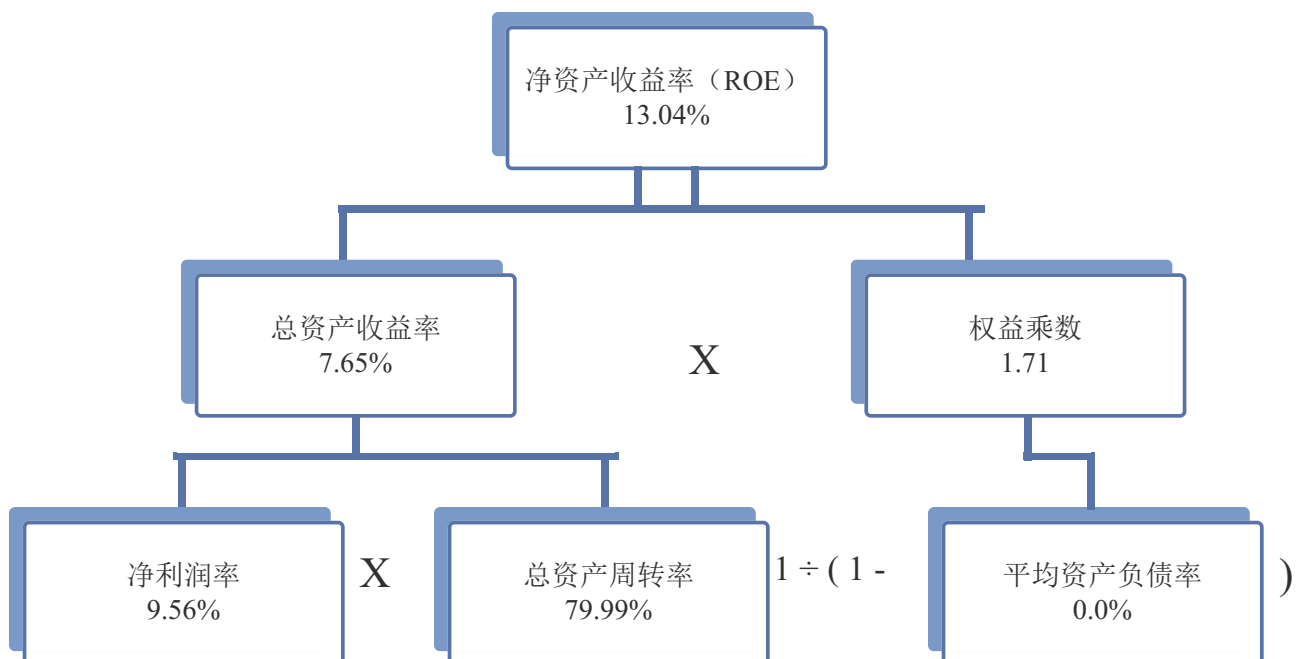 净资产收益率（ROE）
13.04%
总资产收益率
7.65%
X
权益乘数
1.71
净利润率
9.56%
X
总资产周转率
79.99%
1 ÷ ( 1 -
平均资产负债率
0.0%
)